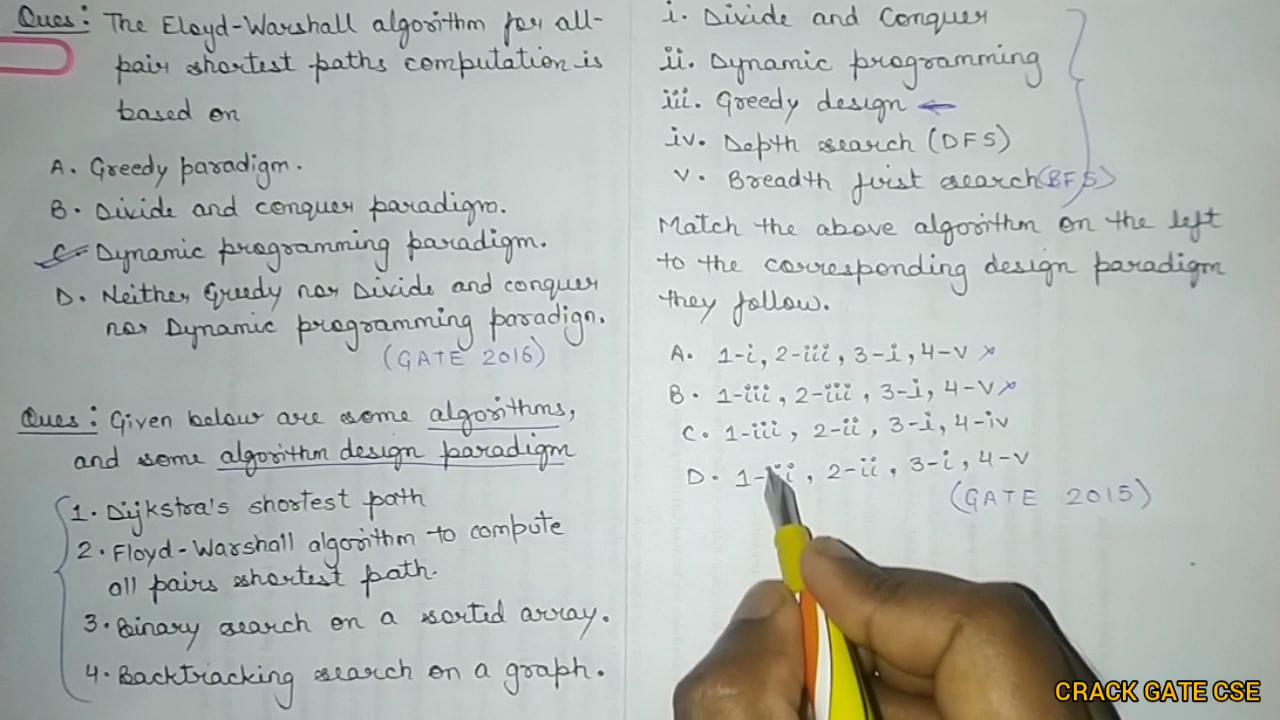 Ques: The Floyd-Warshall algorithm for all-
pair shortest paths computation is
based on
A. Greedy paradigm.
B. Divide and conquer paradigm.
C. Dynamic programming paradigm.
D. Neither Greedy nor Divide and conquer
nor Dynamic programming paradign.
(GATE 2016)
Ques: Given below are some algorithms,
and some algorithm design paradigm
1. Dijkstra's shortest path
2. Floyd-Warshall algorithm to compute
all pairs shortest path.
3. Binary search on a sorted array.
4. Backtracking search on a graph.
i. Divide and Conquer
ii. Dynamic programming
iii. Greedy design ←
iv. Depth search (DFS)
v. Breadth first search (BFS)
Match the above algorithm on the left
to the corresponding design paradigm
they follow.
A. 1-i, 2-iii, 3-i, 4-v ×
B. 1-iii, 2-iii, 3-i, 4-v ×
C. 1-iii, 2-ii, 3-i, 4-iv
D. 2-ii, 3-i, 4-v
(GATE 2015)
CRACK GATE CSE